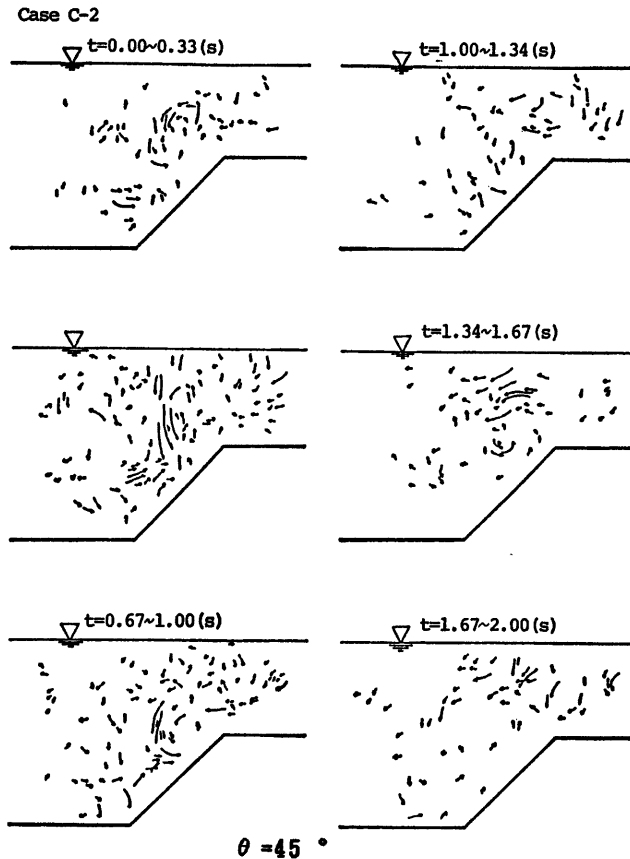 Case C-2
t=0.00~0.33(s)
t=1.00~1.34(s)
t=1.34~1.67(s)
t=0.67~1.00(s)
t=1.67~2.00(s)
θ =45 °